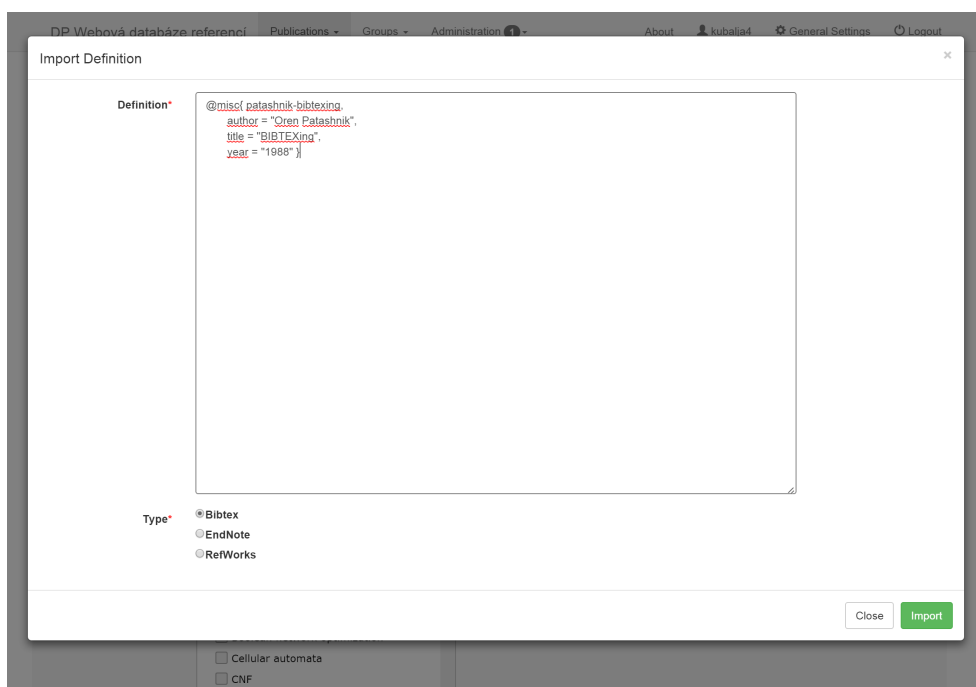 DP Webová databáze referencí Publications Groups Administration 1 About kubalja4 General Settings Logout
Import Definition ×
Definition*
@misc{ patashnik-bibtexing,
author = "Oren Patashnik",
title = "BIBTEXing",
year = "1988" }
Type*
Bibtex
EndNote
RefWorks
Close Import
Cellular automata
CNF